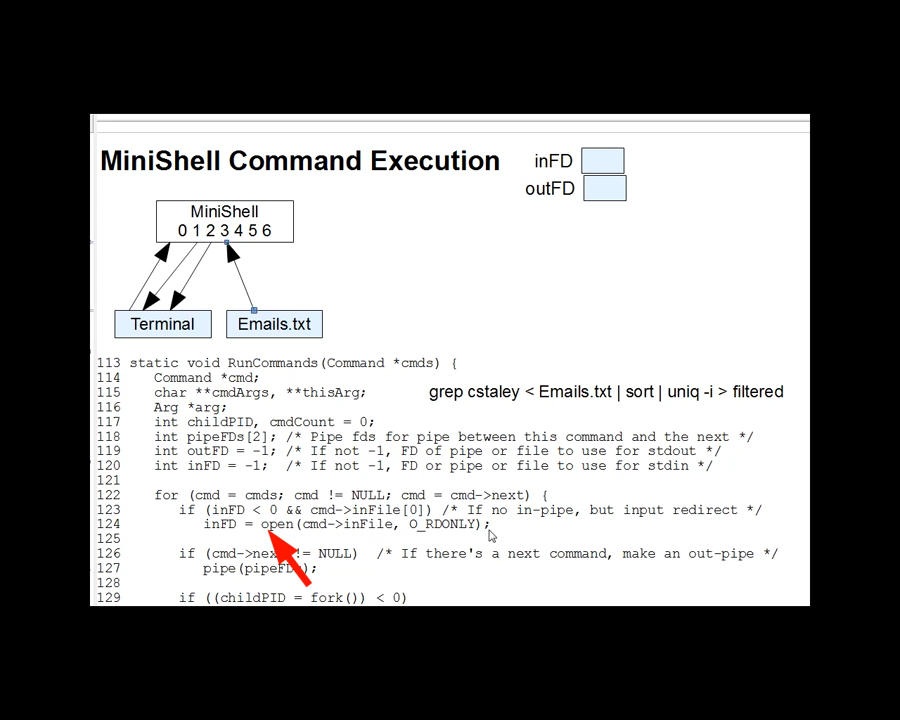 MiniShell Command Execution
inFD
outFD
MiniShell
0 1 2 3 4 5 6
Terminal
Emails.txt
grep cstaley < Emails.txt | sort | uniq -i > filtered
113 static void RunCommands(Command *cmds) {
114    Command *cmd;
115    char **cmdArgs, **thisArg;
116    Arg *arg;
117    int childPID, cmdCount = 0;
118    int pipeFDs[2]; /* Pipe fds for pipe between this command and the next */
119    int outFD = -1; /* If not -1, FD of pipe or file to use for stdout */
120    int inFD = -1;  /* If not -1, FD or pipe or file to use for stdin */
121
122    for (cmd = cmds; cmd != NULL; cmd = cmd->next) {
123       if (inFD < 0 && cmd->inFile[0]) /* If no in-pipe, but input redirect */
124          inFD = open(cmd->inFile, O_RDONLY);
125
126       if (cmd->next != NULL)  /* If there's a next command, make an out-pipe */
127          pipe(pipeFDs);
128
129       if ((childPID = fork()) < 0)